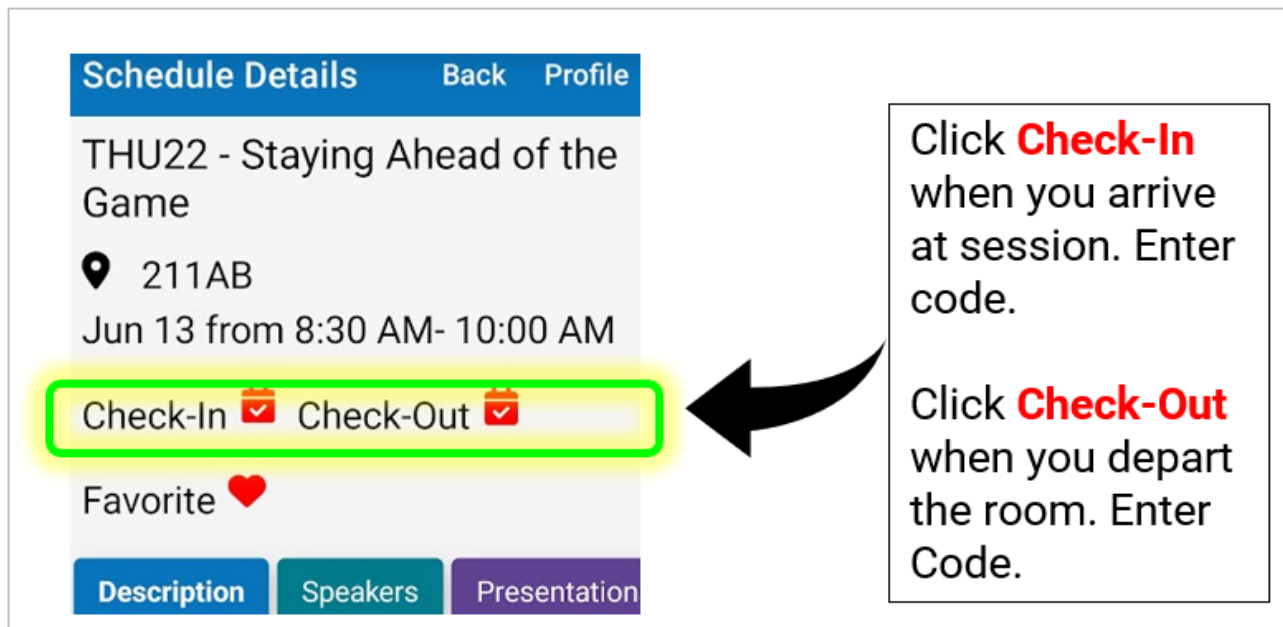 Schedule Details Back Profile
THU22 - Staying Ahead of the
Game
211AB
Jun 13 from 8:30 AM- 10:00 AM
Check-In Check-Out
Favorite
Description Speakers Presentation
Click Check-In
when you arrive
at session. Enter
code.
Click Check-Out
when you depart
the room. Enter
Code.